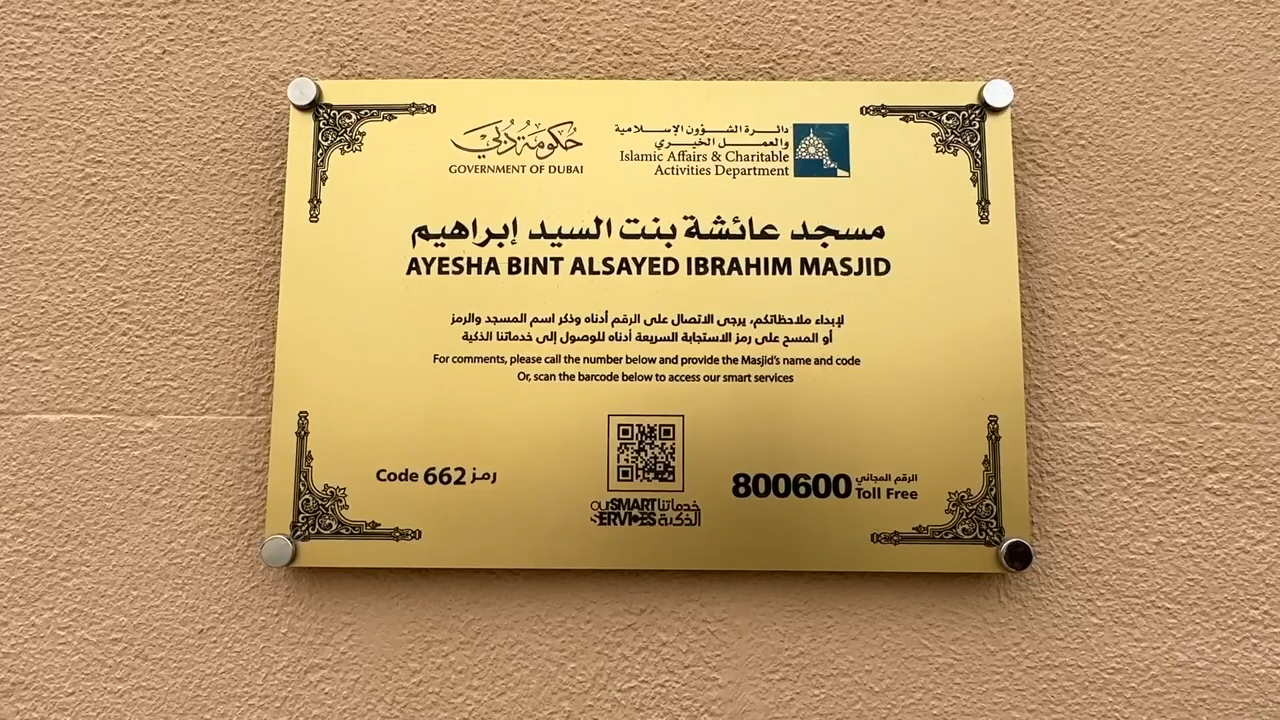 حكومة دبي
GOVERNMENT OF DUBAI
دائرة الشؤون الإسلامية
والعمل الخيري
Islamic Affairs & Charitable
Activities Department
مسجد عائشة بنت السيد إبراهيم
AYESHA BINT ALSAYED IBRAHIM MASJID
لإبداء ملاحظاتكم، يرجى الاتصال على الرقم أدناه وذكر اسم المسجد والرمز
أو المسح على رمز الاستجابة السريعة أدناه للوصول إلى خدماتنا الذكية
For comments, please call the number below and provide the Masjid's name and code
Or, scan the barcode below to access our smart services
Code 662 رمز
our SMART خدماتنا
SERVICES الذكية
800600 الرقم المجاني
Toll Free